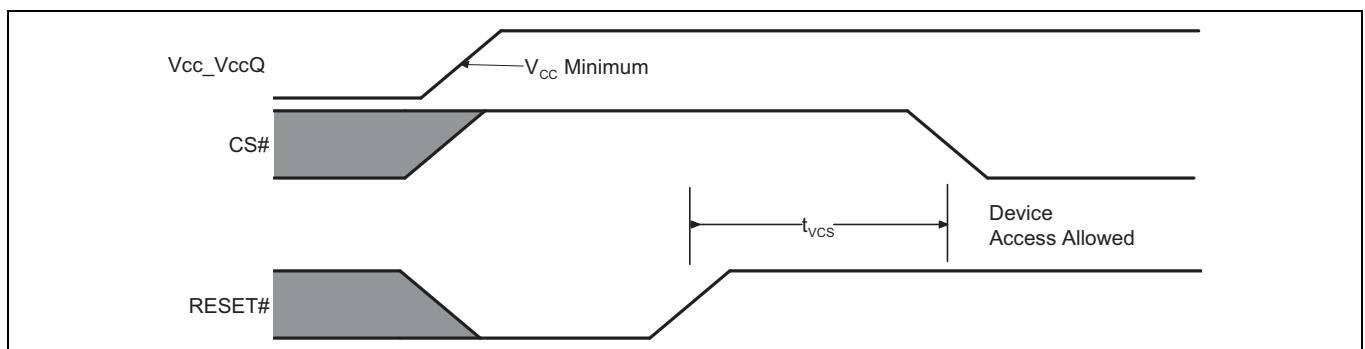 Vcc_VccQ
VCC Minimum
CS#
tVCS
Device
Access Allowed
RESET#